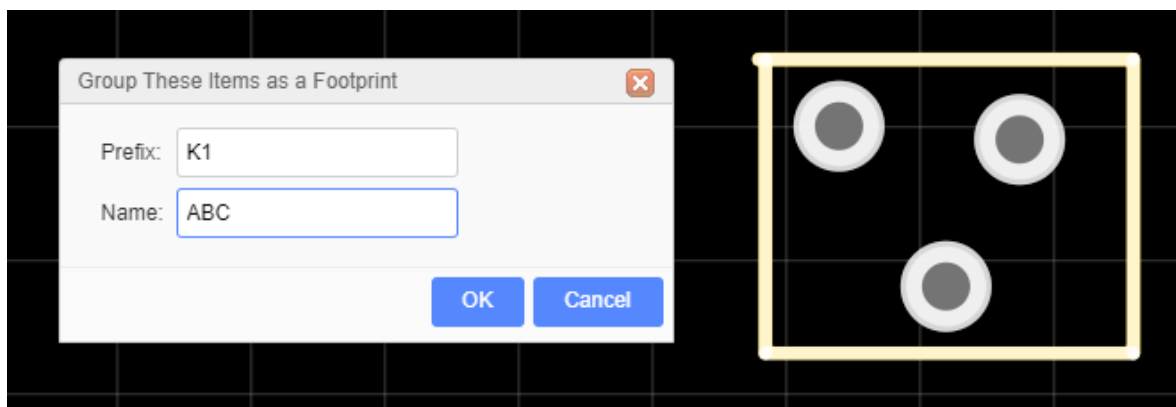 Group These Items as a Footprint
Prefix: K1
Name: ABC
OK Cancel